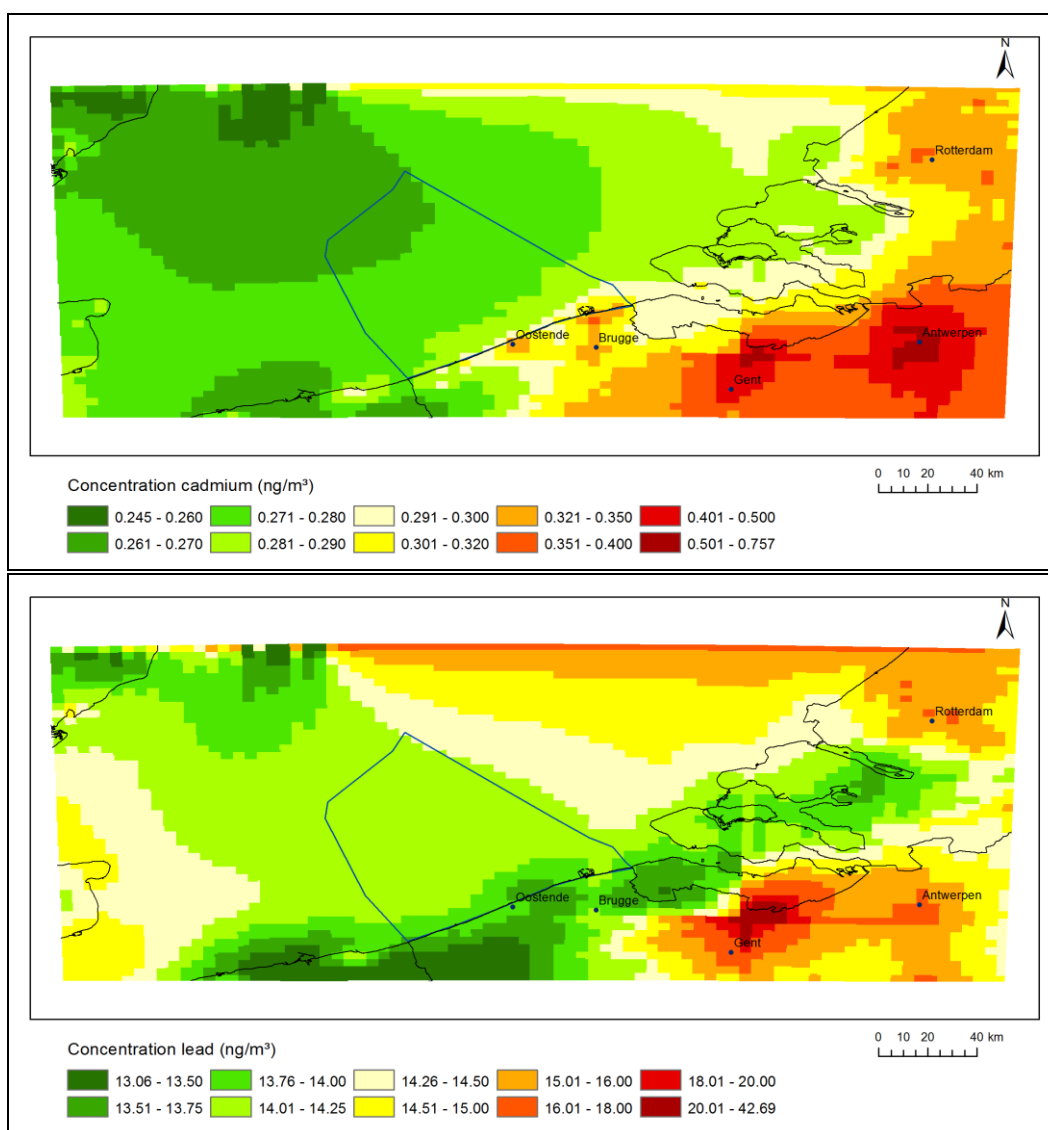 N
Rotterdam
Oostende
Brugge
Antwerpen
Gent
0 10 20 40 km
Concentration cadmium (ng/m³)
0.245 - 0.260 0.271 - 0.280 0.291 - 0.300 0.321 - 0.350 0.401 - 0.500
0.261 - 0.270 0.281 - 0.290 0.301 - 0.320 0.351 - 0.400 0.501 - 0.757
N
Rotterdam
Oostende
Brugge
Antwerpen
Gent
0 10 20 40 km
Concentration lead (ng/m³)
13.06 - 13.50 13.76 - 14.00 14.26 - 14.50 15.01 - 16.00 18.01 - 20.00
13.51 - 13.75 14.01 - 14.25 14.51 - 15.00 16.01 - 18.00 20.01 - 42.69